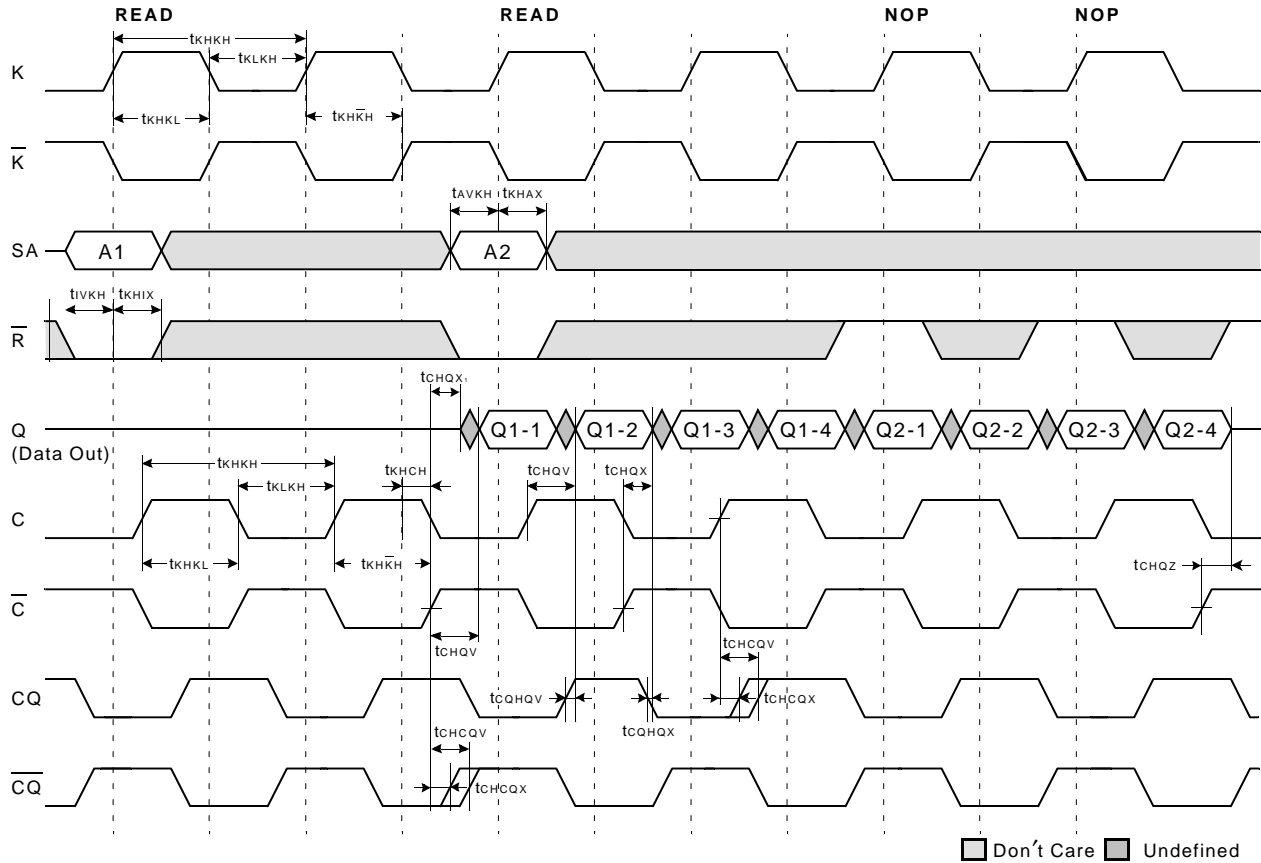 READ READ NOP NOP
tKHKH
tKLKH
K
tKHKL tKHK̅H
K̅
tAVKH tKHAX
SA A1 A2
tIVKH tKHIX
R̅
tCHQX₁
Q Q1-1 Q1-2 Q1-3 Q1-4 Q2-1 Q2-2 Q2-3 Q2-4
(Data Out)
tKHKH tKHCH tCHQV tCHQX
tKLKH
C
tKHKL tKHK̅H tCHQZ
C̅
tCHQV tCHCQV
CQ tCQHQV tCHCQX
tCQHQX
tCHCQV
C̅Q̅ tCHCQX
Don′t Care Undefined